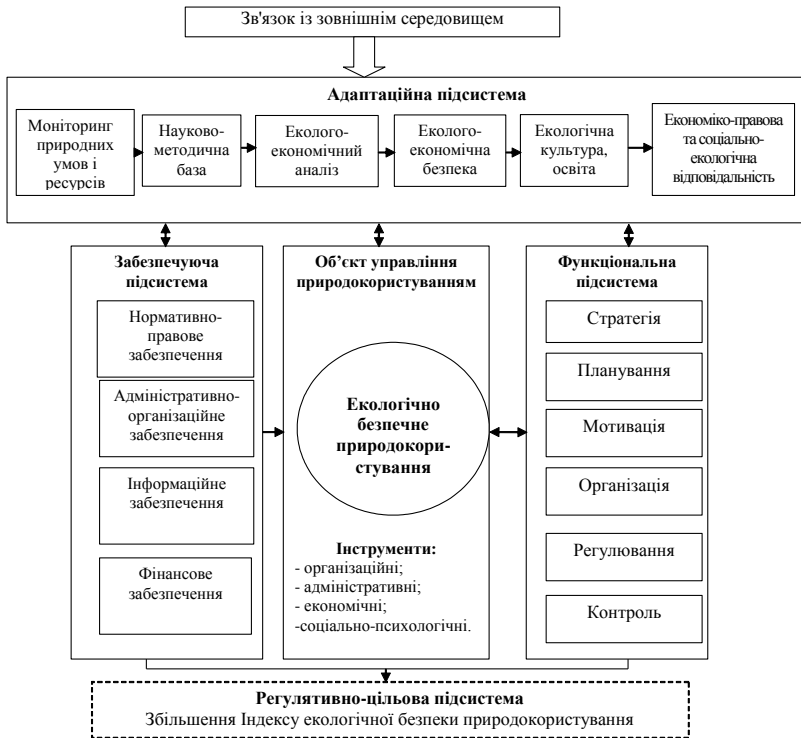 Зв'язок із зовнішнім середовищем
Адаптаційна підсистема
Моніторинг
природних
умов і
ресурсів
Науково-
методична
база
Еколого-
економічний
аналіз
Еколого-
економічна
безпека
Екологічна
культура,
освіта
Економіко-правова
та соціально-
екологічна
відповідальність
Забезпечуюча
підсистема
Нормативно-
правове
забезпечення
Адміністративно-
організаційне
забезпечення
Інформаційне
забезпечення
Фінансове
забезпечення
Об’єкт управління
природокористуванням
Екологічно
безпечне
природокори-
стування
Інструменти:
- організаційні;
- адміністративні;
- економічні;
-соціально-психологічні.
Функціональна
підсистема
Стратегія
Планування
Мотивація
Організація
Регулювання
Контроль
Регулятивно-цільова підсистема
Збільшення Індексу екологічної безпеки природокористування